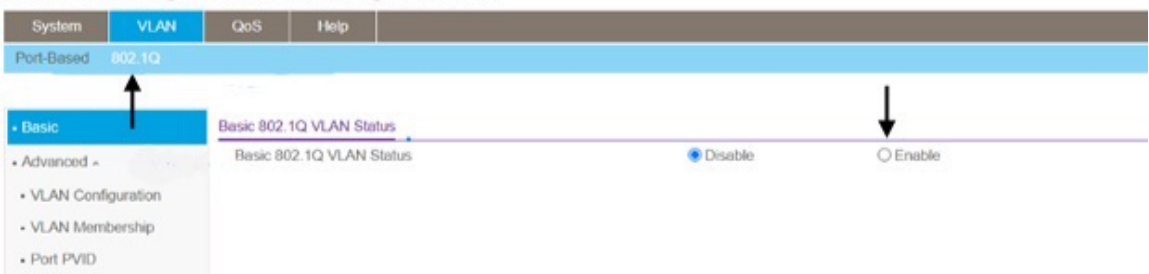 System VLAN QoS Help
Port-Based 802.1Q
• Basic
Basic 802.1Q VLAN Status
Basic 802.1Q VLAN Status Disable Enable
• Advanced
• VLAN Configuration
• VLAN Membership
• Port PVID